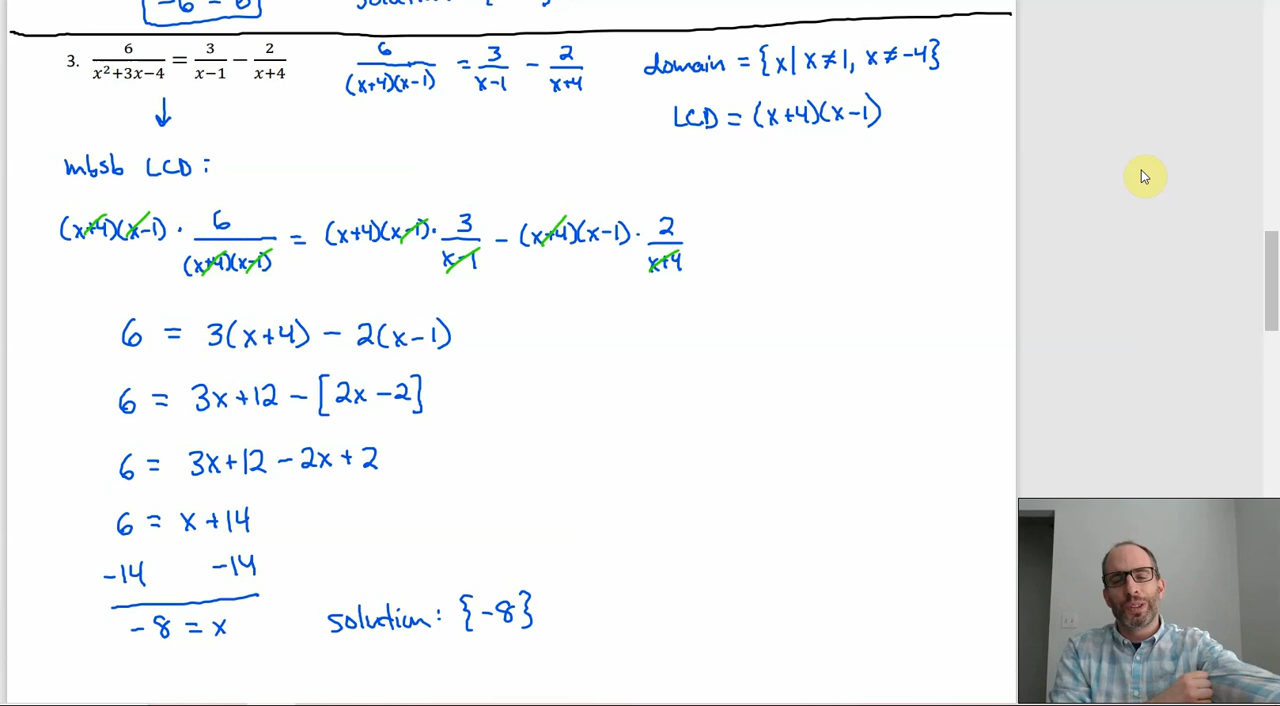 3. 6/(x²+3x−4) = 3/(x−1) − 2/(x+4)  6/((x+4)(x−1)) = 3/(x−1) − 2/(x+4)  domain = {x | x ≠ 1, x ≠ −4}
LCD = (x+4)(x−1)
mbsb LCD:
(x+4)(x−1) · 6/((x+4)(x−1)) = (x+4)(x−1) · 3/(x−1) − (x+4)(x−1) · 2/(x+4)
6 = 3(x+4) − 2(x−1)
6 = 3x+12 − [2x −2]
6 = 3x+12 − 2x + 2
6 = x +14
−14 −14
−8 = x  solution: {−8}